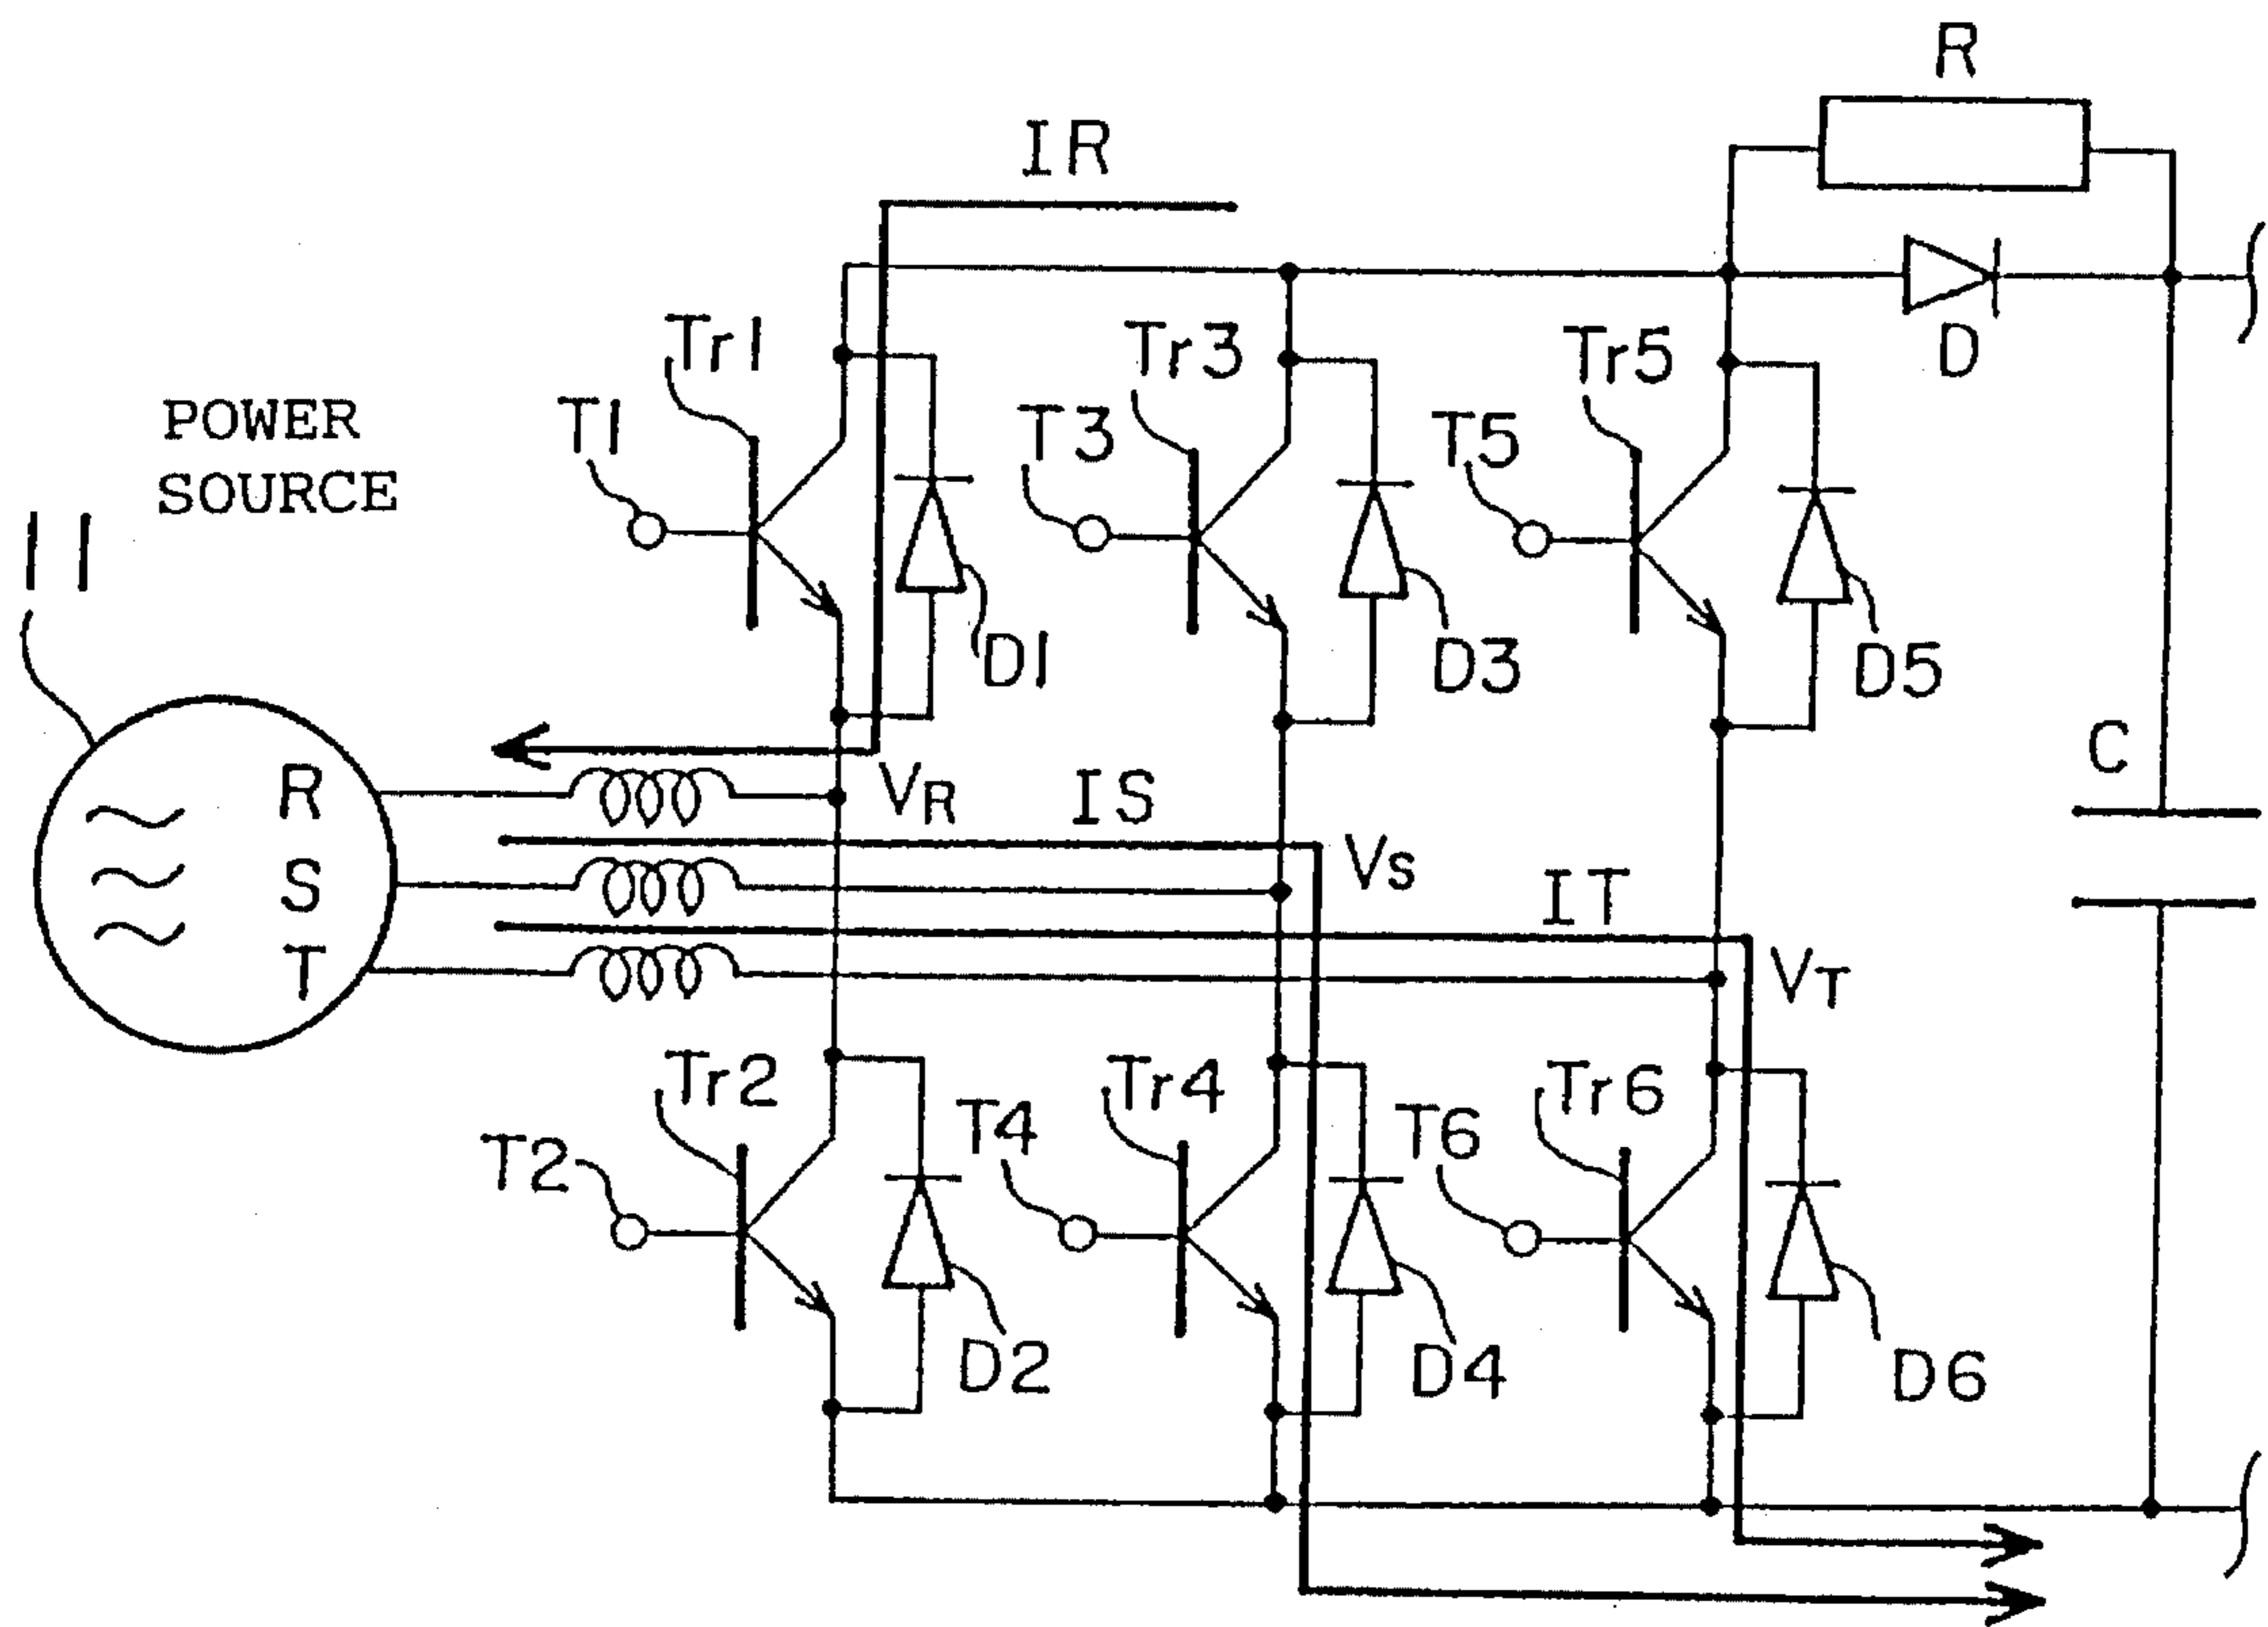 R
IR
Tr1
Tr3
Tr5
D
T1
T3
T5
POWER
SOURCE
11
D1
D3
D5
C
R
VR
IS
S
VS
IT
T
VT
Tr2
Tr4
Tr6
T2
T4
T6
D2
D4
D6